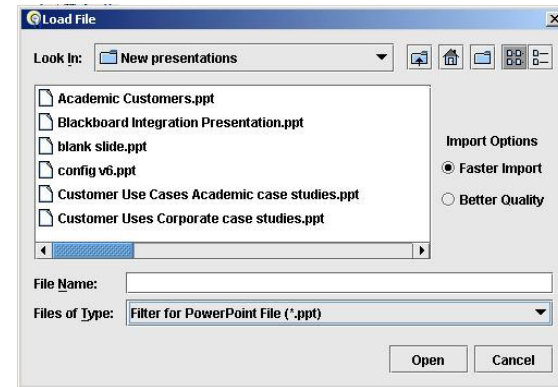 Load File
Look In: New presentations
Academic Customers.ppt
Blackboard Integration Presentation.ppt
blank slide.ppt
config v6.ppt
Customer Use Cases Academic case studies.ppt
Customer Uses Corporate case studies.ppt
Import Options
Faster Import
Better Quality
File Name:
Files of Type: Filter for PowerPoint File (*.ppt)
Open Cancel